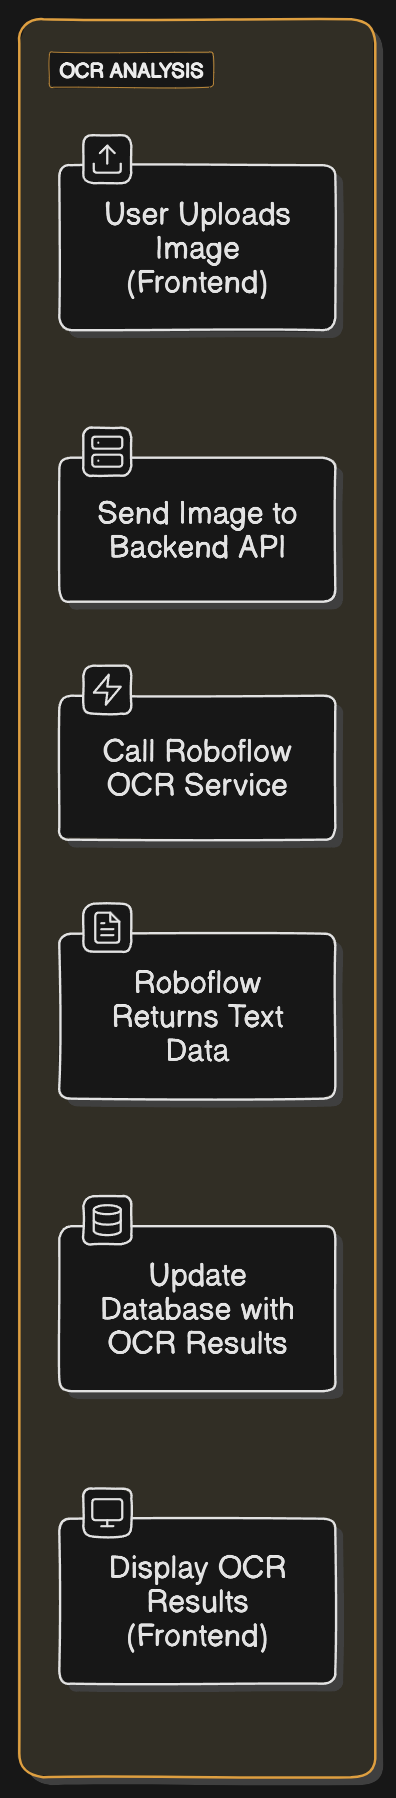 OCR ANALYSIS
User Uploads
Image
(Frontend)
Send Image to
Backend API
Call Roboflow
OCR Service
Roboflow
Returns Text
Data
Update
Database with
OCR Results
Display OCR
Results
(Frontend)